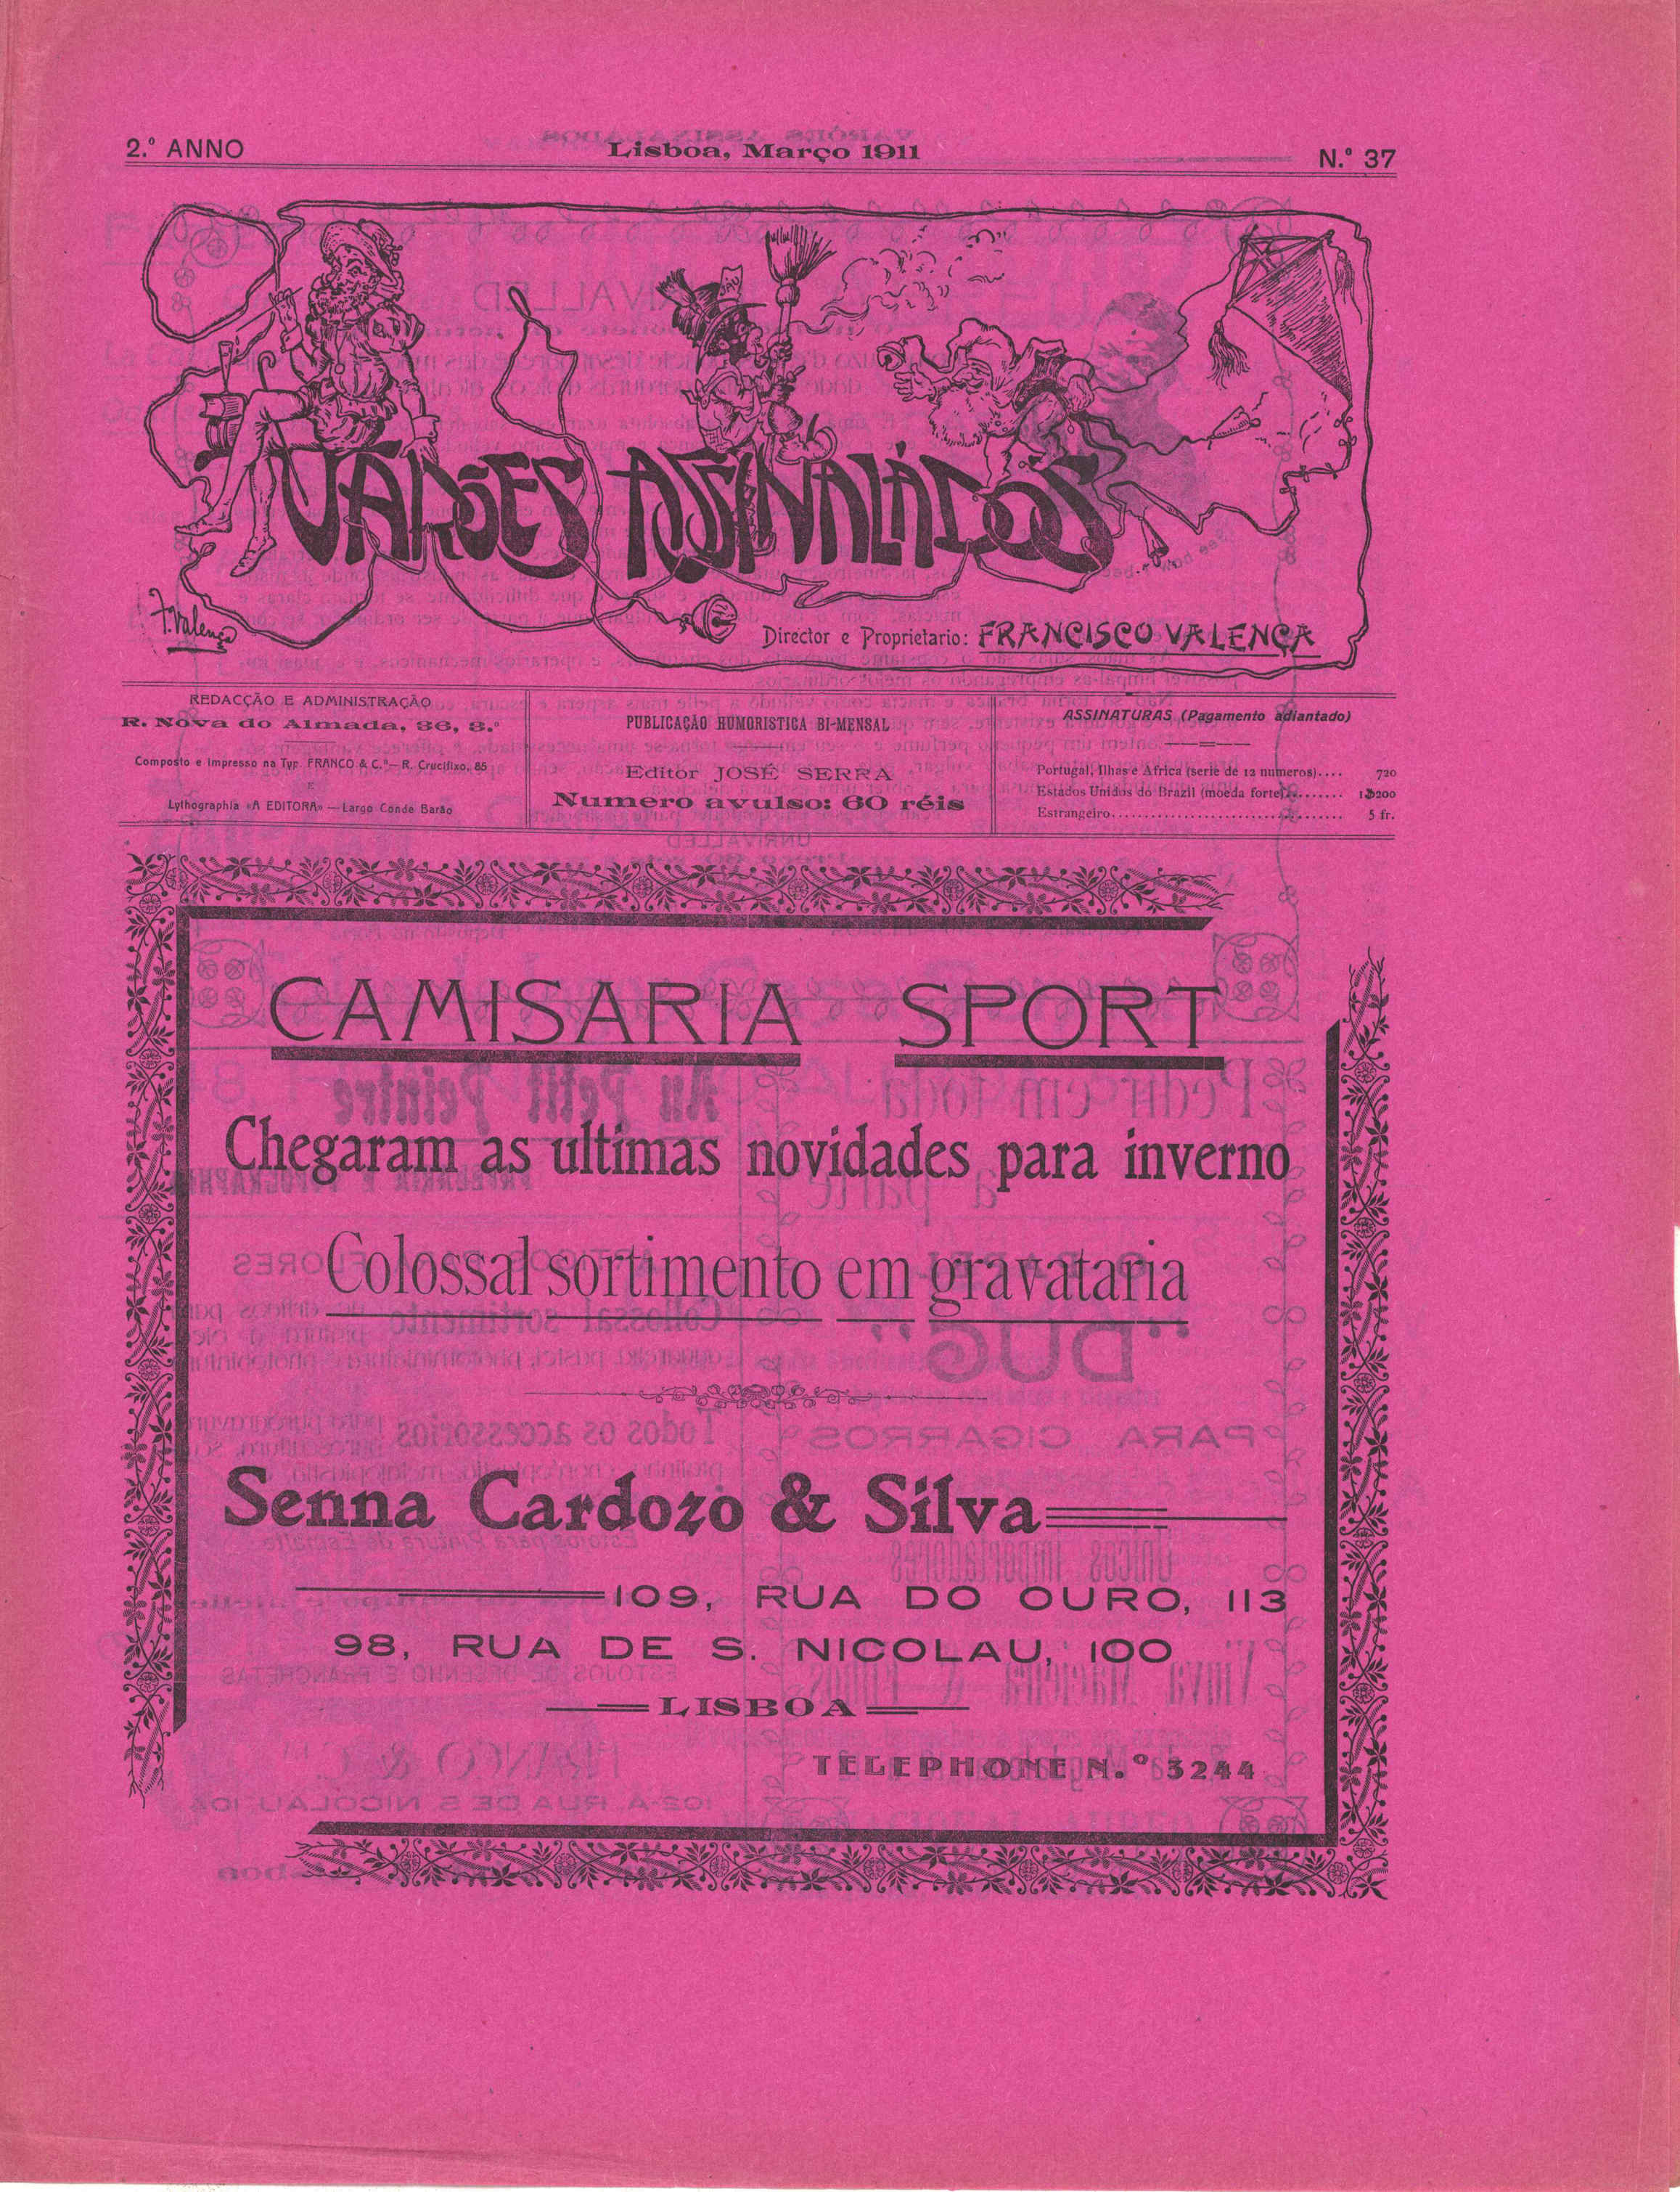 2.º ANNO
Lisboa, Março 1911
N.º 37
VARÕES ASSINALÁDOS
F. Valença
Director e Proprietario: FRANCISCO VALENÇA
REDACÇÃO E ADMINISTRAÇÃO
R. Nova do Almada, 36, 3.º
Composto e impresso na Typ. FRANCO & C.ª — R. Crucifixo, 85
E
Lythographia «A EDITORA» — Largo Conde Barão
PUBLICAÇÃO HUMORISTICA BI-MENSAL
Editor JOSÉ SERRA
Numero avulso: 60 réis
ASSINATURAS (Pagamento adiantado)
Portugal, Ilhas e Africa (serie de 12 numeros).... 720
Estados Unidos do Brazil (moeda forte)......... 1$200
Estrangeiro.................................... 5 fr.
CAMISARIA SPORT
Chegaram as ultimas novidades para inverno
Colossal sortimento em gravataria
Senna Cardozo & Silva
109, RUA DO OURO, 113
98, RUA DE S. NICOLAU, 100
LISBOA
TELEPHONE N.º 3244